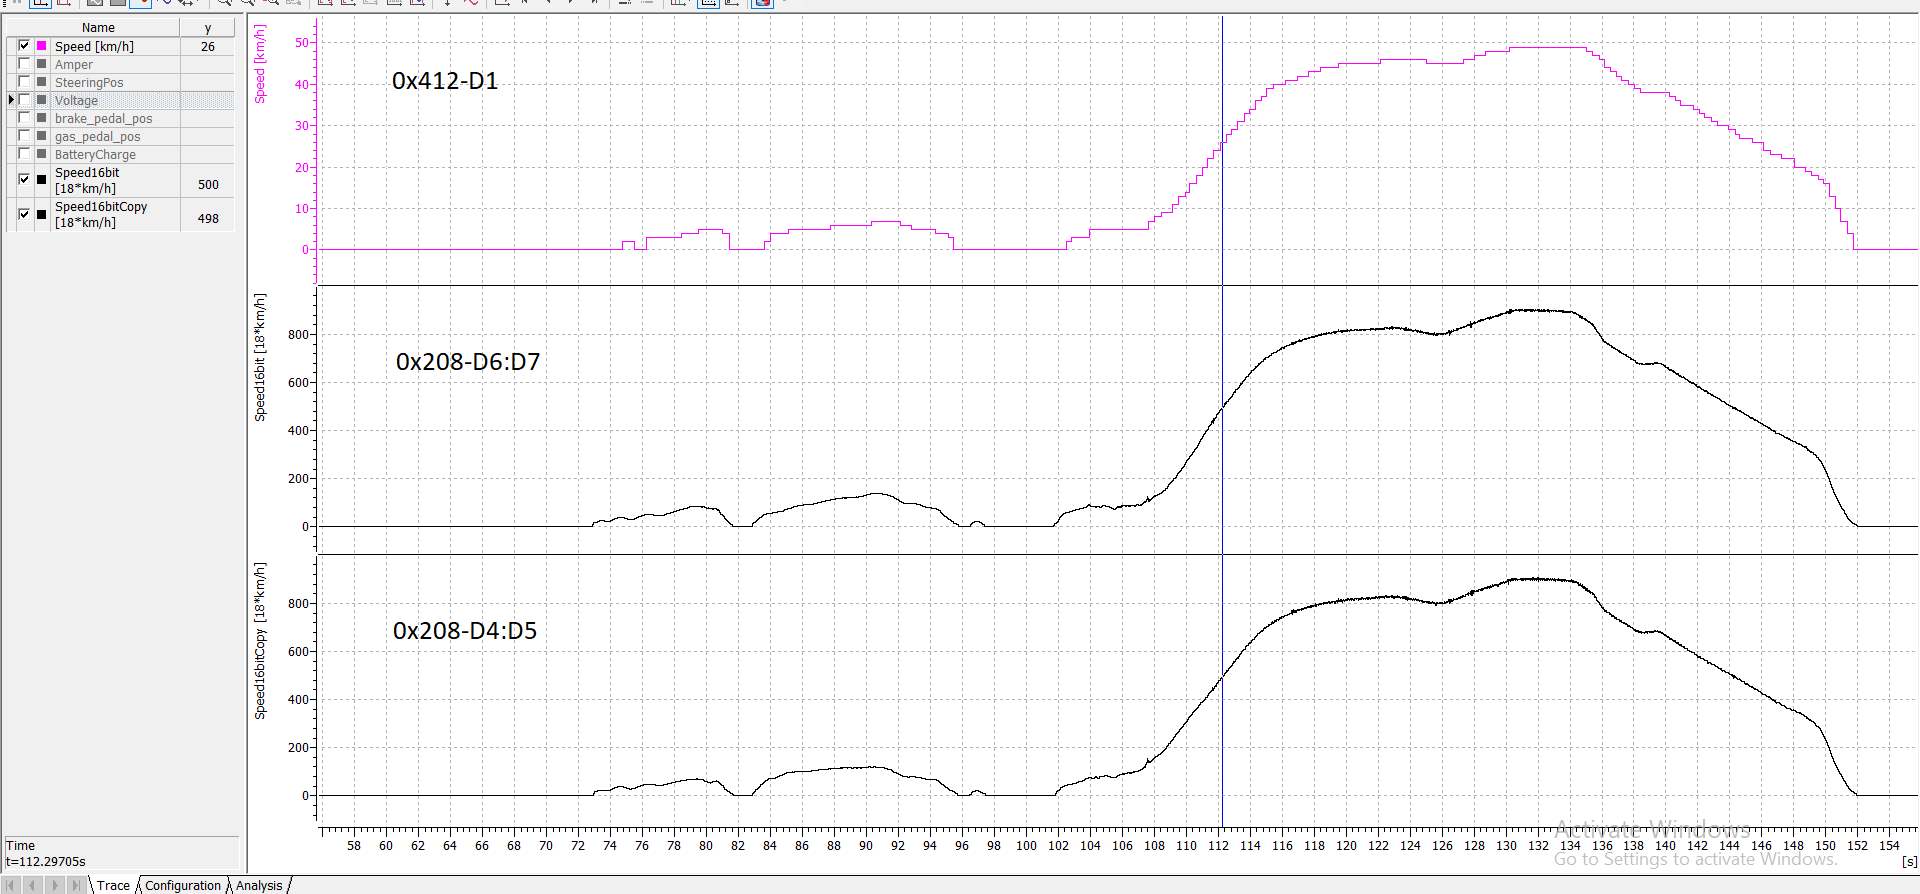 Name y
Speed [km/h] 26
Amper
SteeringPos
Voltage
brake_pedal_pos
gas_pedal_pos
BatteryCharge
Speed16bit
[18*km/h] 500
Speed16bitCopy
[18*km/h] 498
Time
t=112.29705s
Speed [km/h]
50
40
30
20
10
0
0x412-D1
Speed16bit [18*km/h]
800
600
400
200
0
0x208-D6:D7
Speed16bitCopy [18*km/h]
800
600
400
200
0
0x208-D4:D5
58 60 62 64 66 68 70 72 74 76 78 80 82 84 86 88 90 92 94 96 98 100 102 104 106 108 110 112 114 116 118 120 122 124 126 128 130 132 134 136 138 140 142 144 146 148 150 152 154
[s]
Activate Windows
Go to Settings to activate Windows.
Trace Configuration Analysis